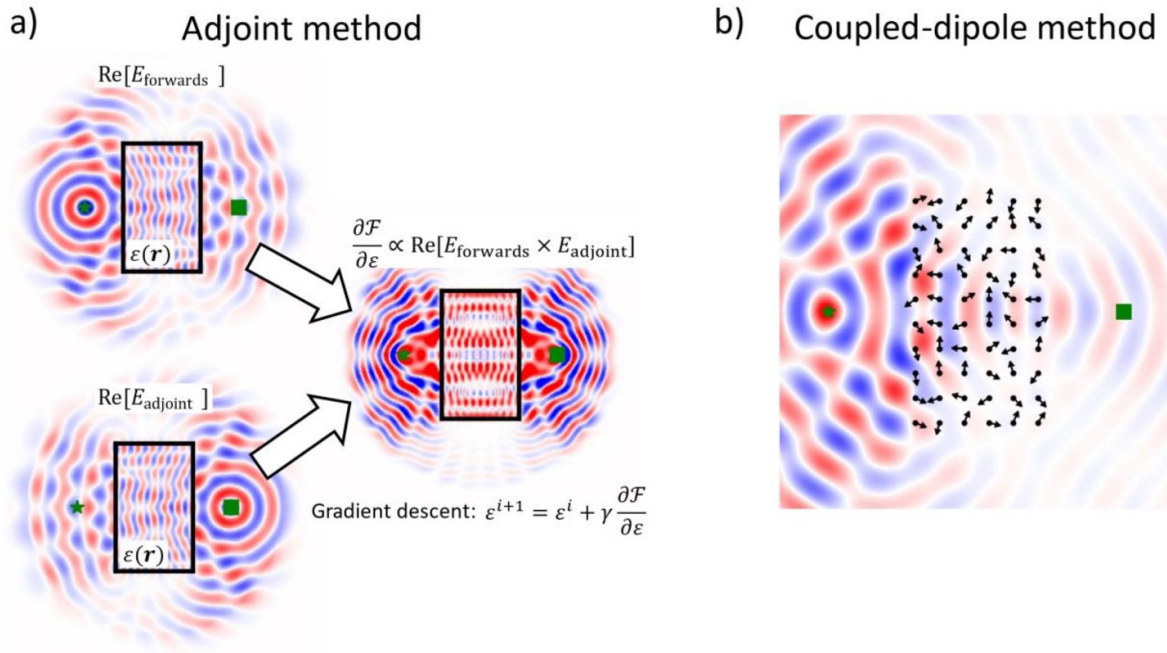 a)
Adjoint method
Re[E_forwards ]
ε(r)
Re[E_adjoint ]
ε(r)
∂ℱ/∂ε ∝ Re[E_forwards × E_adjoint]
Gradient descent: ε^{i+1} = ε^i + γ ∂ℱ/∂ε
b)
Coupled-dipole method